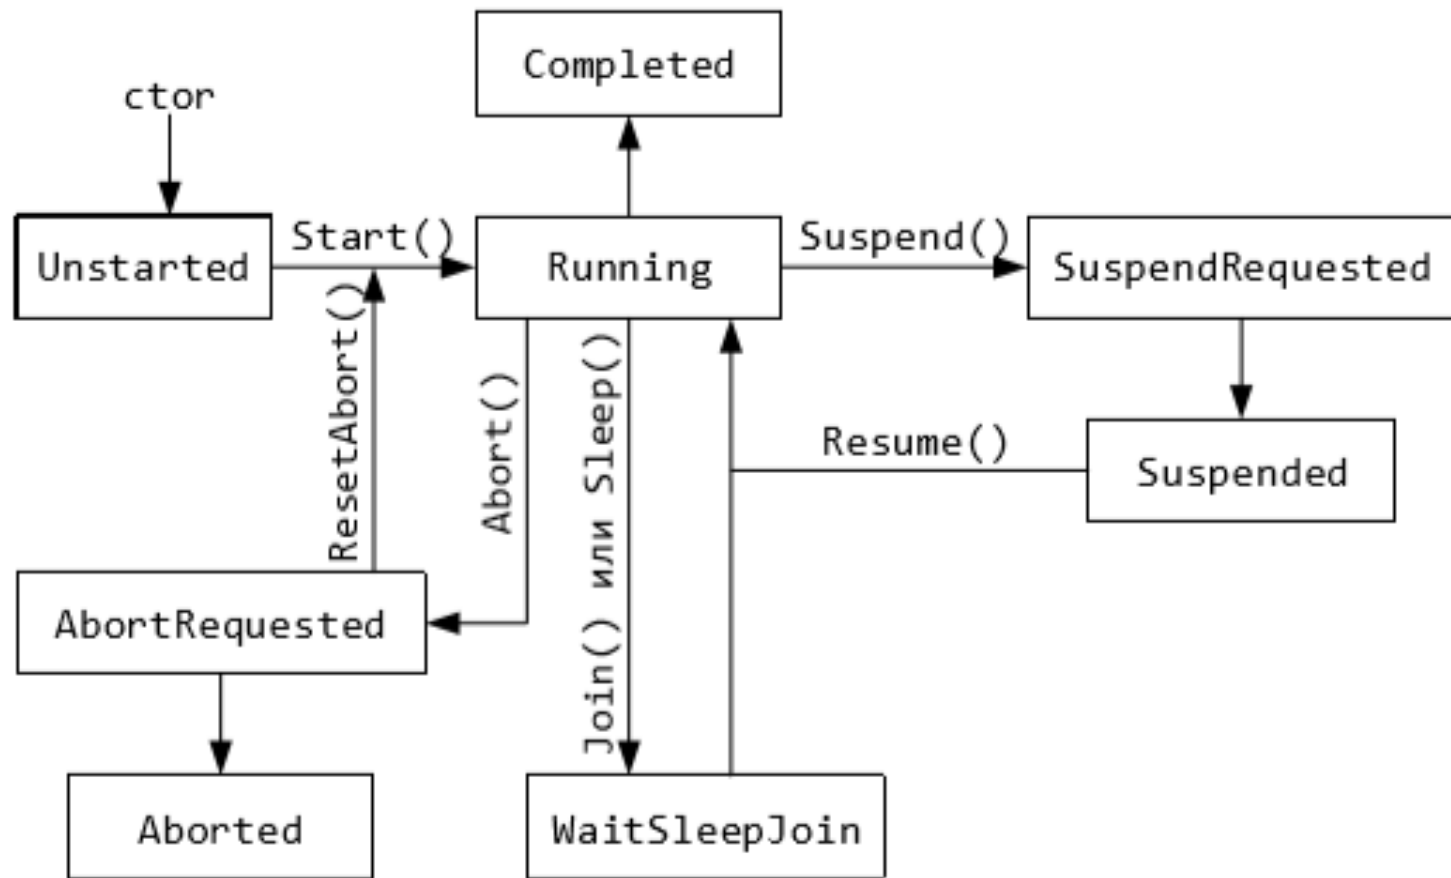 Completed
ctor
Unstarted
Start()
Running
Suspend()
SuspendRequested
ResetAbort()
Abort()
Join() или Sleep()
Resume()
Suspended
AbortRequested
Aborted
WaitSleepJoin